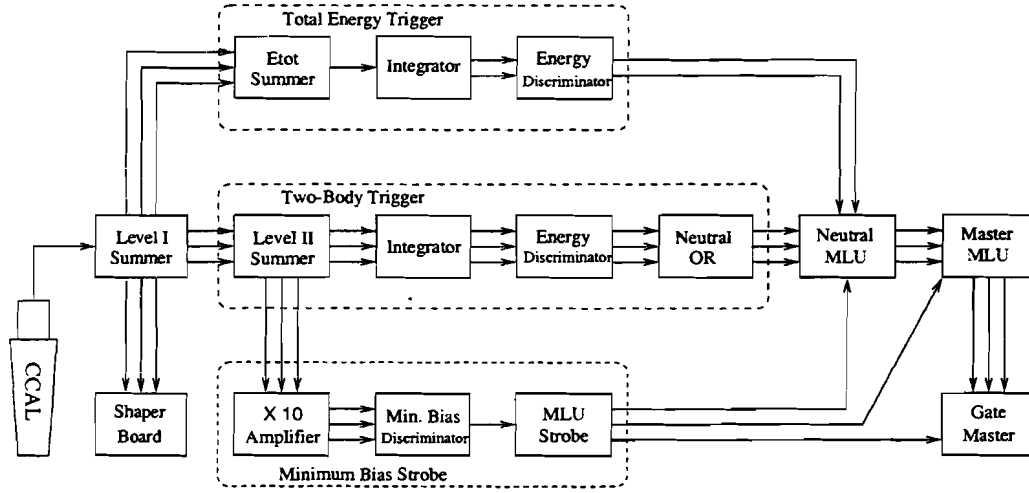 Total Energy Trigger
Etot
Summer
Integrator
Energy
Discriminator
Two-Body Trigger
Level I
Summer
Level II
Summer
Integrator
Energy
Discriminator
Neutral
OR
Neutral
MLU
Master
MLU
CCAL
Shaper
Board
X 10
Amplifier
Min. Bias
Discriminator
MLU
Strobe
Gate
Master
Minimum Bias Strobe